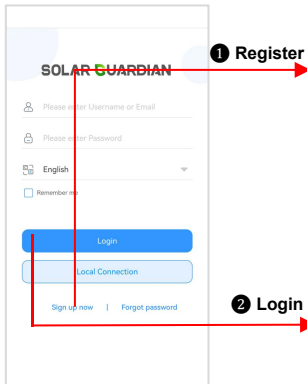 ❶ Register
SOLAR GUARDIAN
Please enter Username or Email
Please enter Password
English
Remember me
Login
Local Connection
Sign up now | Forgot password
❷ Login